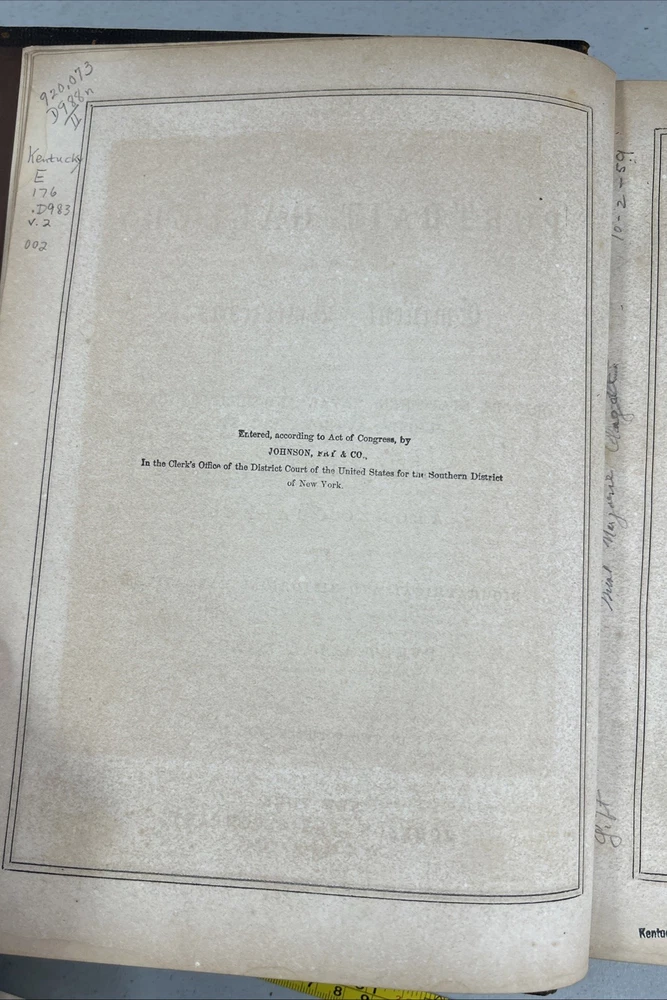 920.073
D988n
II
Kentucky
E
176
.D983
v. 2
002
Entered, according to Act of Congress, by
JOHNSON, & CO.,
In the Clerk's Office of the District Court of the United States for the Southern District
of New York.
10-2-59
Gift